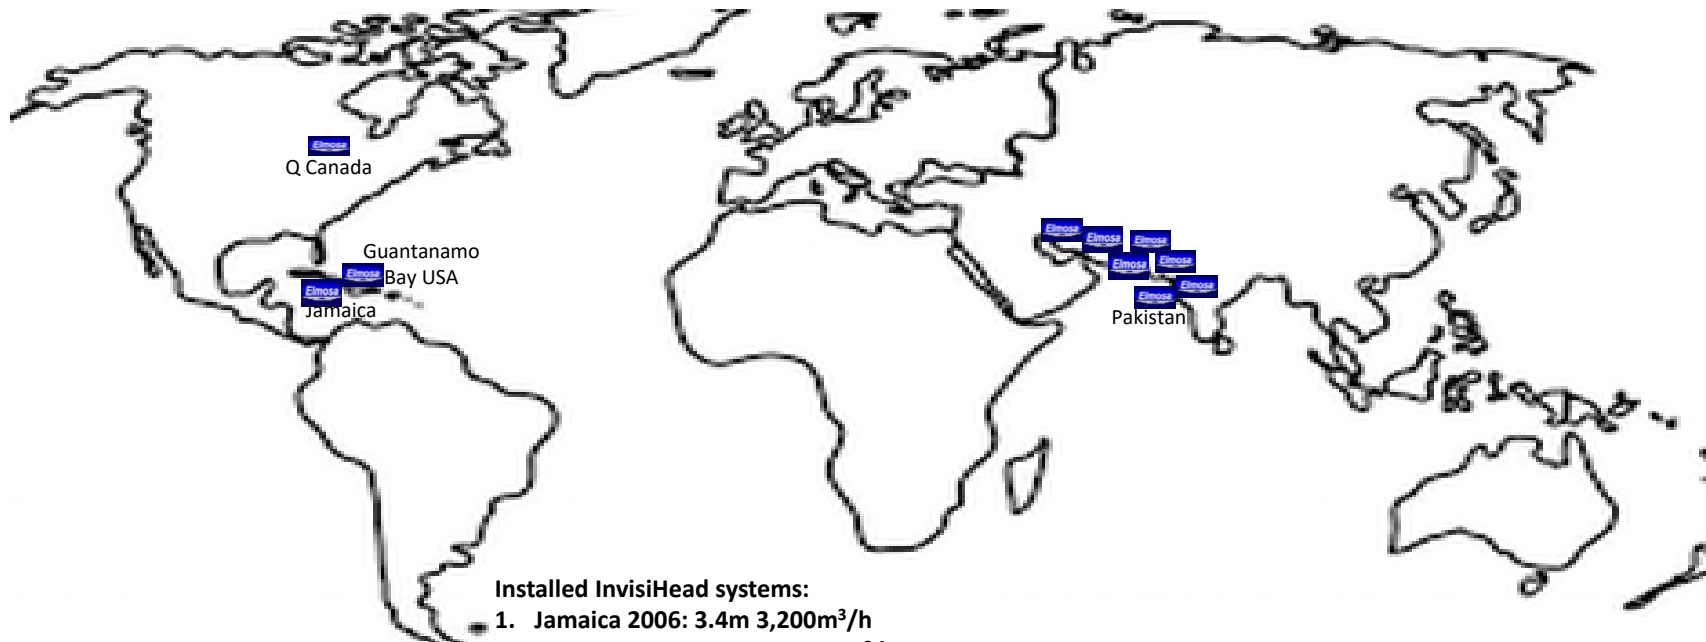 Elmosa
Q Canada
Guantanamo
Elmosa
Bay USA
Elmosa
Jamaica
Elmosa
Elmosa
Elmosa
Elmosa
Elmosa
Elmosa
Elmosa
Pakistan
Installed InvisiHead systems:
1. Jamaica 2006: 3.4m 3,200m³/h